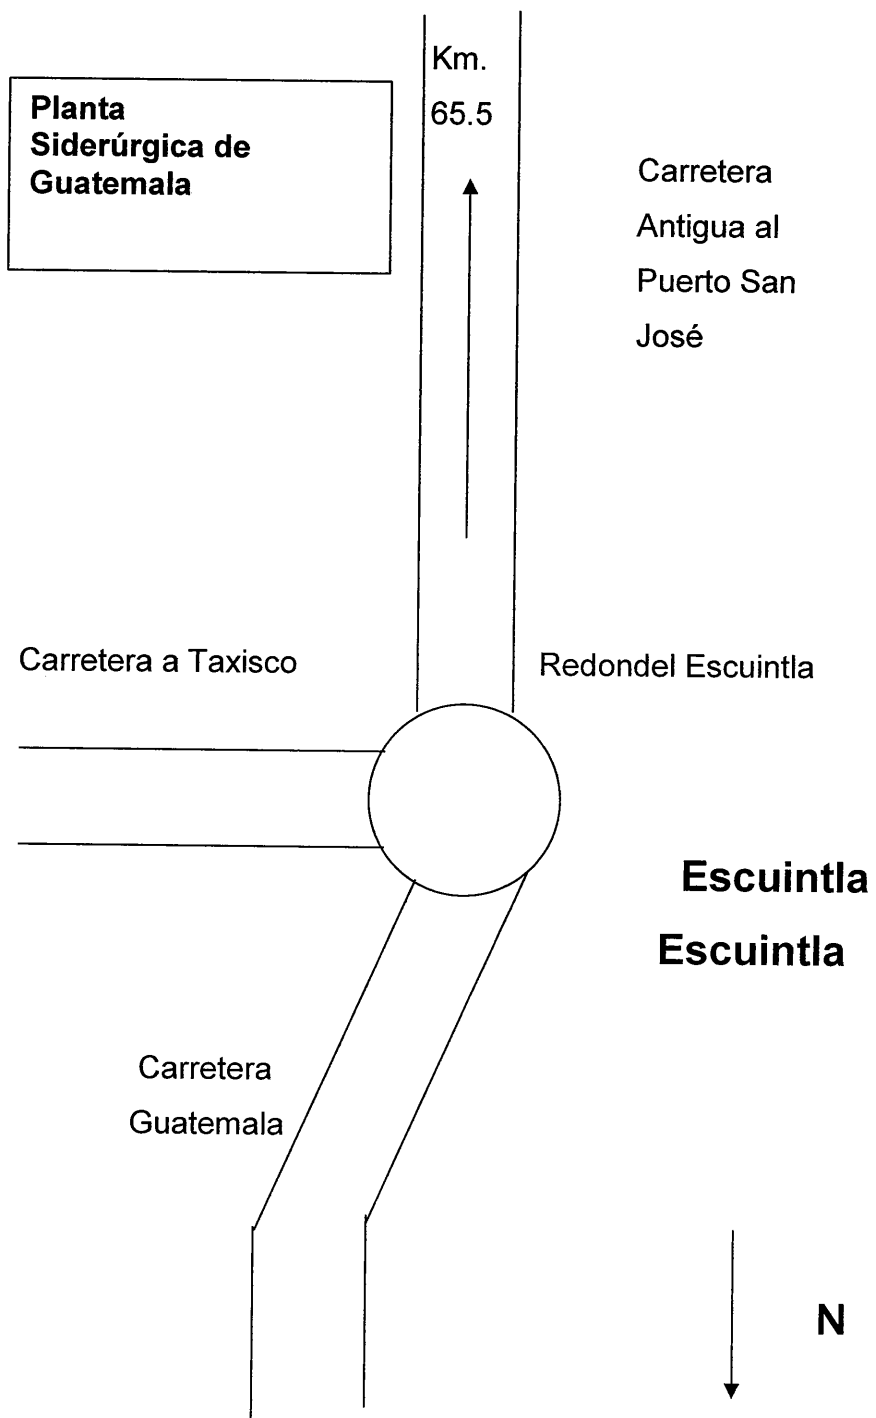 Km.
65.5
Planta
Siderúrgica de
Guatemala
Carretera
Antigua al
Puerto San
José
Carretera a Taxisco
Redondel Escuintla
Escuintla
Escuintla
Carretera
Guatemala
N